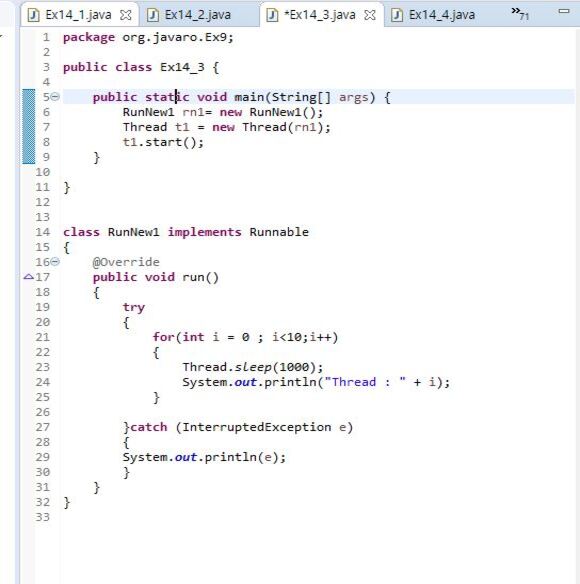 Ex14_1.java Ex14_2.java *Ex14_3.java Ex14_4.java »71
1 package org.javaro.Ex9;
2
3 public class Ex14_3 {
4
5 public static void main(String[] args) {
6 RunNew1 rn1= new RunNew1();
7 Thread t1 = new Thread(rn1);
8 t1.start();
9 }
10
11 }
12
13
14 class RunNew1 implements Runnable
15 {
16 @Override
17 public void run()
18 {
19 try
20 {
21 for(int i = 0 ; i<10;i++)
22 {
23 Thread.sleep(1000);
24 System.out.println("Thread : " + i);
25 }
26
27 }catch (InterruptedException e)
28 {
29 System.out.println(e);
30 }
31 }
32 }
33